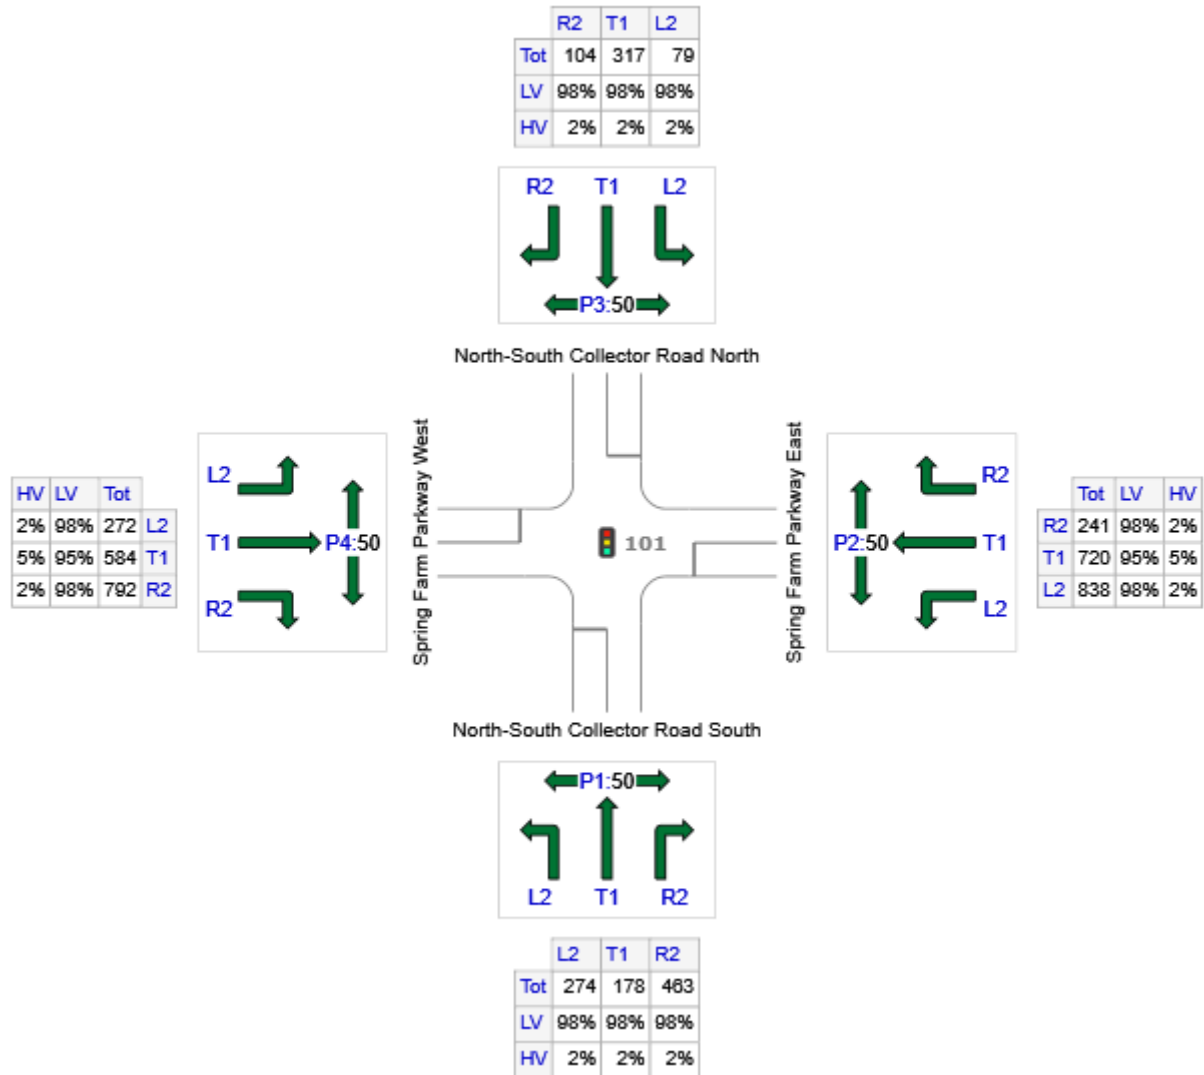 R2 T1 L2
Tot 104 317 79
LV 98% 98% 98%
HV 2% 2% 2%
R2 T1 L2
P3:50
North-South Collector Road North
Spring Farm Parkway West
Spring Farm Parkway East
HV LV Tot
2% 98% 272 L2
5% 95% 584 T1
2% 98% 792 R2
L2
T1
R2
P4:50
101
P2:50
R2
T1
L2
Tot LV HV
R2 241 98% 2%
T1 720 95% 5%
L2 838 98% 2%
North-South Collector Road South
P1:50
L2 T1 R2
L2 T1 R2
Tot 274 178 463
LV 98% 98% 98%
HV 2% 2% 2%